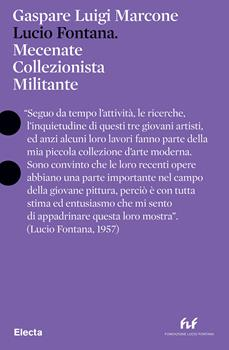 Gaspare Luigi Marcone
Lucio Fontana.
Mecenate
Collezionista
Militante
“Seguo da tempo l’attività, le ricerche,
l’inquietudine di questi tre giovani artisti,
ed anzi alcuni loro lavori fanno parte della
mia piccola collezione d’arte moderna.
Sono convinto che le loro recenti opere
abbiano una parte importante nel campo
della giovane pittura, perciò è con tutta
stima ed entusiasmo che mi sento
di appadrinare questa loro mostra”.
(Lucio Fontana, 1957)
Electa
FONDAZIONE LUCIO FONTANA